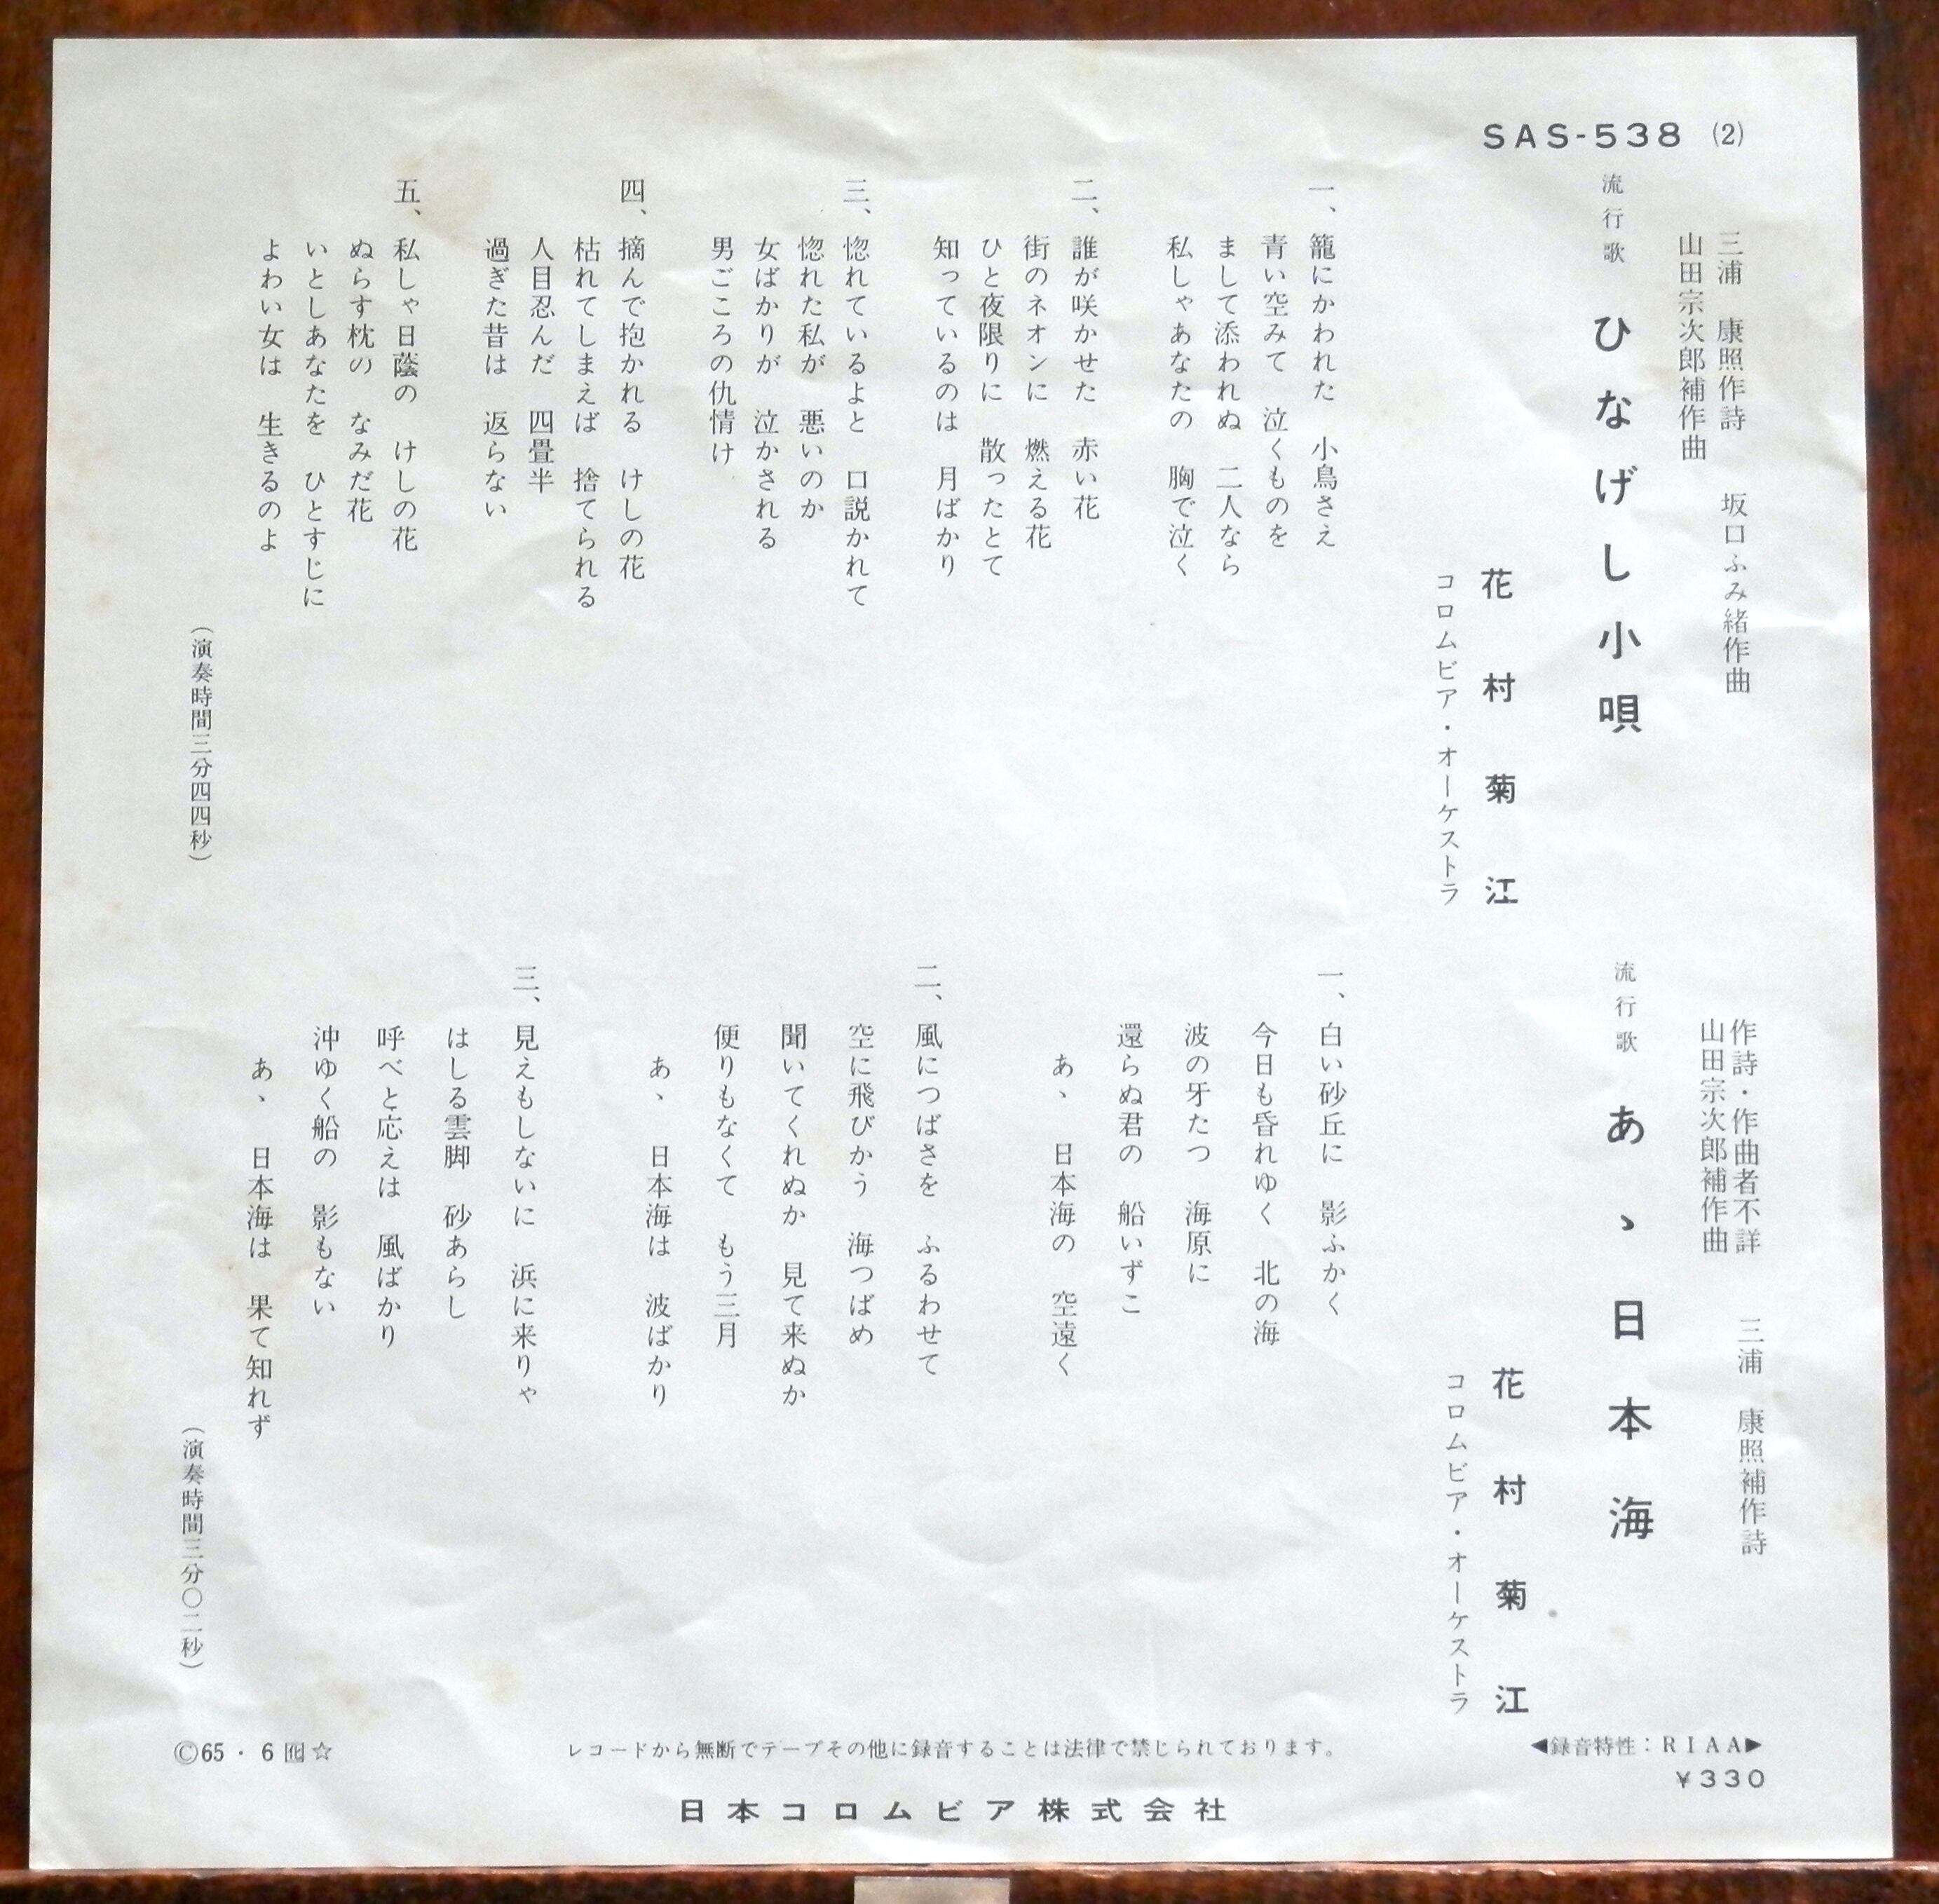 SAS-538 (2)
三浦 康照作詩 坂口ふみ緒作曲
山田宗次郎補作曲
流行歌 ひなげし小唄
花村菊江
コロムビア・オーケストラ
一、籠にかわれた 小鳥さえ
青い空みて 泣くものを
まして添われぬ 二人なら
私しゃあなたの 胸で泣く
二、誰が咲かせた 赤い花
街のネオンに 燃える花
ひと夜限りに 散ったとて
知っているのは 月ばかり
三、惚れているよと 口説かれて
惚れた私が 悪いのか
女ばかりが 泣かされる
男ごころの仇情け
四、摘んで抱かれる けしの花
枯れてしまえば 捨てられる
人目忍んだ 四畳半
過ぎた昔は 返らない
五、私しゃ日蔭の けしの花
ぬらす枕の なみだ花
いとしあなたを ひとすじに
よわい女は 生きるのよ
(演奏時間三分四四秒)
作詩・作曲者不詳 三浦 康照補作詩
山田宗次郎補作曲
流行歌 あゝ日本海
花村菊江
コロムビア・オーケストラ
一、白い砂丘に 影ふかく
今日も昏れゆく 北の海
波の牙たつ 海原に
還らぬ君の 船いずこ
あゝ 日本海の 空遠く
二、風につばさを ふるわせて
空に飛びかう 海つばめ
聞いてくれぬか 見て来ぬか
便りもなくて もう三月
あゝ 日本海は 波ばかり
三、見えもしないに 浜に来りゃ
はしる雲脚 砂あらし
呼べと応えは 風ばかり
沖ゆく船の 影もない
あゝ 日本海は 果て知れず
(演奏時間三分〇二秒)
◀録音特性：RIAA▶
¥330
レコードから無断でテープその他に録音することは法律で禁じられております。
Ⓒ65・6 ☆
日本コロムビア株式会社